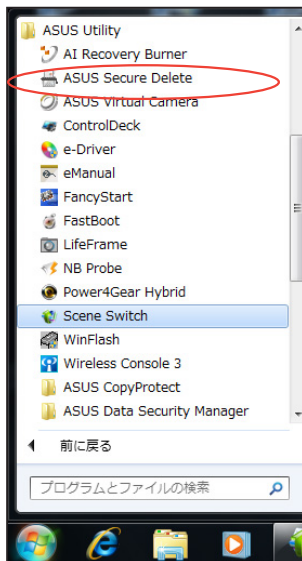 ASUS Utility
AI Recovery Burner
ASUS Secure Delete
ASUS Virtual Camera
ControlDeck
e-Driver
eManual
FancyStart
FastBoot
LifeFrame
NB Probe
Power4Gear Hybrid
Scene Switch
WinFlash
Wireless Console 3
ASUS CopyProtect
ASUS Data Security Manager
前に戻る
プログラムとファイルの検索